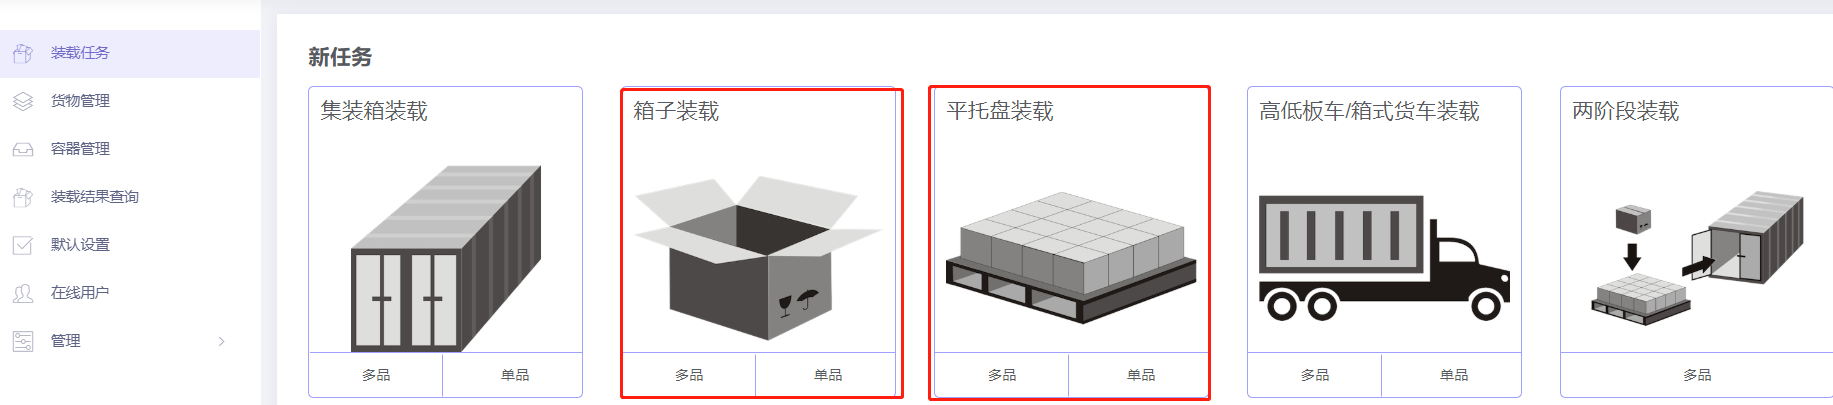 装载任务
货物管理
容器管理
装载结果查询
默认设置
在线用户
管理
新任务
集装箱装载
多品 单品
箱子装载
多品 单品
平托盘装载
多品 单品
高低板车/箱式货车装载
多品 单品
两阶段装载
多品